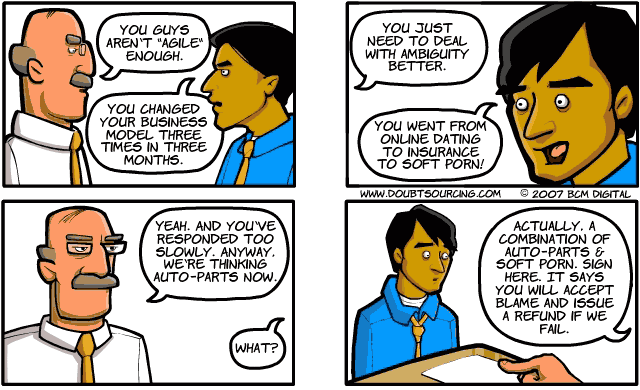 YOU GUYS
AREN'T "AGILE"
ENOUGH.
YOU CHANGED
YOUR BUSINESS
MODEL THREE
TIMES IN THREE
MONTHS.
YOU JUST
NEED TO DEAL
WITH AMBIGUITY
BETTER.
YOU WENT FROM
ONLINE DATING
TO INSURANCE
TO SOFT PORN!
WWW.DOUBTSOURCING.COM © 2007 BCM DIGITAL
YEAH. AND YOU'VE
RESPONDED TOO
SLOWLY. ANYWAY,
WE'RE THINKING
AUTO-PARTS NOW.
WHAT?
ACTUALLY, A
COMBINATION OF
AUTO-PARTS &
SOFT PORN. SIGN
HERE. IT SAYS
YOU WILL ACCEPT
BLAME AND ISSUE
A REFUND IF WE
FAIL.